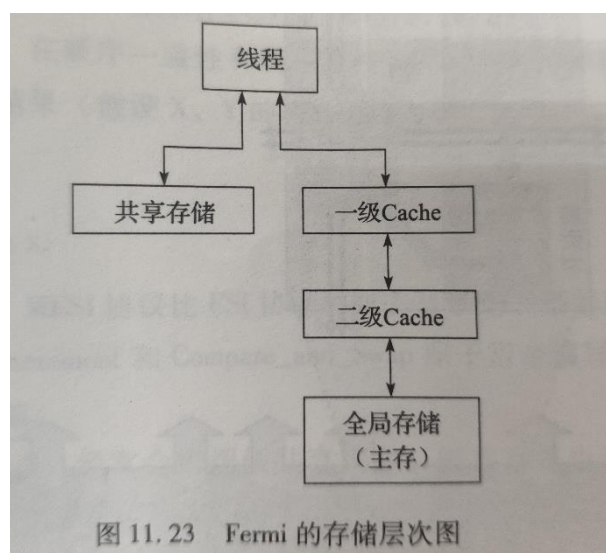 线程
共享存储
一级Cache
二级Cache
全局存储
（主存）
图 11.23 Fermi 的存储层次图